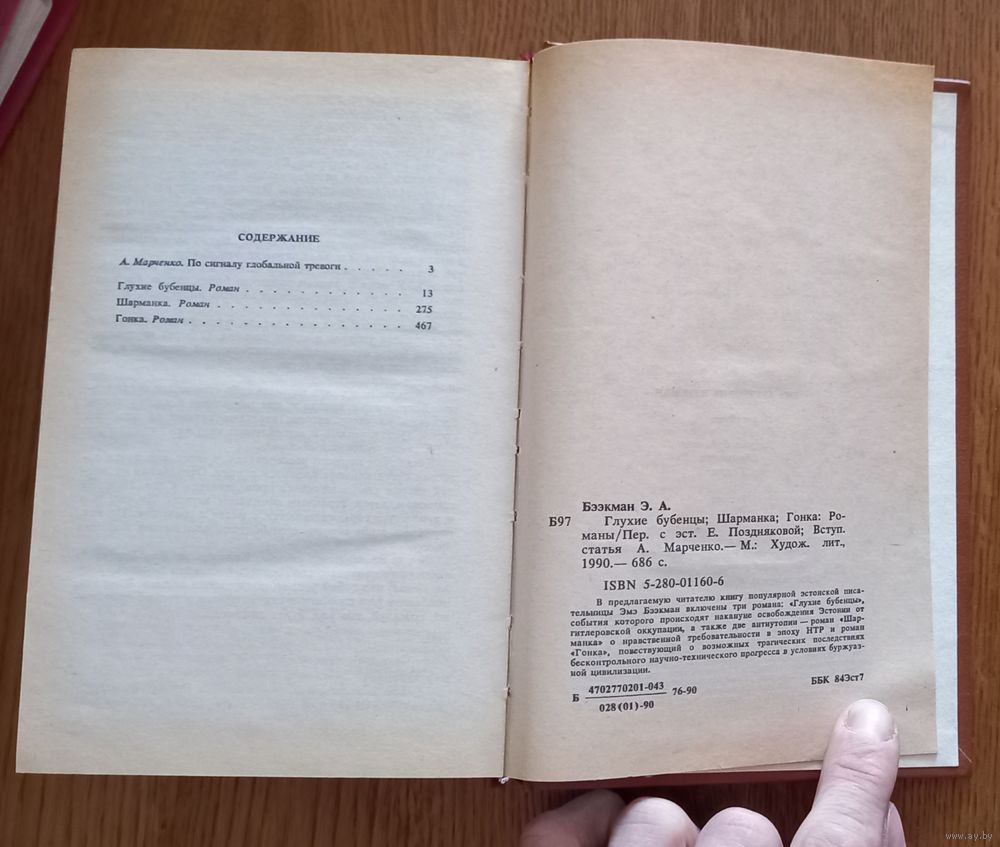 СОДЕРЖАНИЕ
А. Марченко. По сигналу глобальной тревоги . . . . . 3
Глухие бубенцы. Роман . . . . . . . . . . . . 13
Шарманка. Роман . . . . . . . . . . . . . 275
Гонка. Роман . . . . . . . . . . . . . . . 467
Бээкман Э. А.
Б97 Глухие бубенцы; Шарманка; Гонка: Ро-
маны/Пер. с эст. Е. Поздняковой; Вступ.
статья А. Марченко.— М.: Худож. лит.,
1990.— 686 с.
ISBN 5-280-01160-6
В предлагаемую читателю книгу популярной эстонской писа-
тельницы Эмэ Бээкман включены три романа: «Глухие бубенцы»,
события которого происходят накануне освобождения Эстонии от
гитлеровской оккупации, а также две антиутопии — роман «Шар-
манка» о нравственной требовательности в эпоху НТР и роман
«Гонка», повествующий о возможных трагических последствиях
бесконтрольного научно-технического прогресса в условиях буржуаз-
ной цивилизации.
Б 4702770201-043 76-90
028(01)-90
ББК 84Эст7
www.ay.by